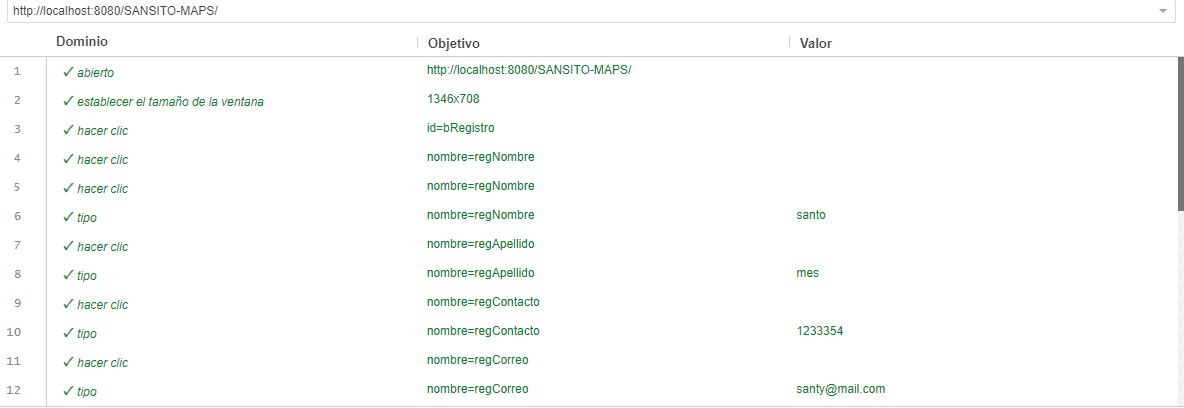 http://localhost:8080/SANSITO-MAPS/
Dominio Objetivo Valor
1 ✓ abierto http://localhost:8080/SANSITO-MAPS/
2 ✓ establecer el tamaño de la ventana 1346x708
3 ✓ hacer clic id=bRegistro
4 ✓ hacer clic nombre=regNombre
5 ✓ hacer clic nombre=regNombre
6 ✓ tipo nombre=regNombre santo
7 ✓ hacer clic nombre=regApellido
8 ✓ tipo nombre=regApellido mes
9 ✓ hacer clic nombre=regContacto
10 ✓ tipo nombre=regContacto 1233354
11 ✓ hacer clic nombre=regCorreo
12 ✓ tipo nombre=regCorreo santy@mail.com